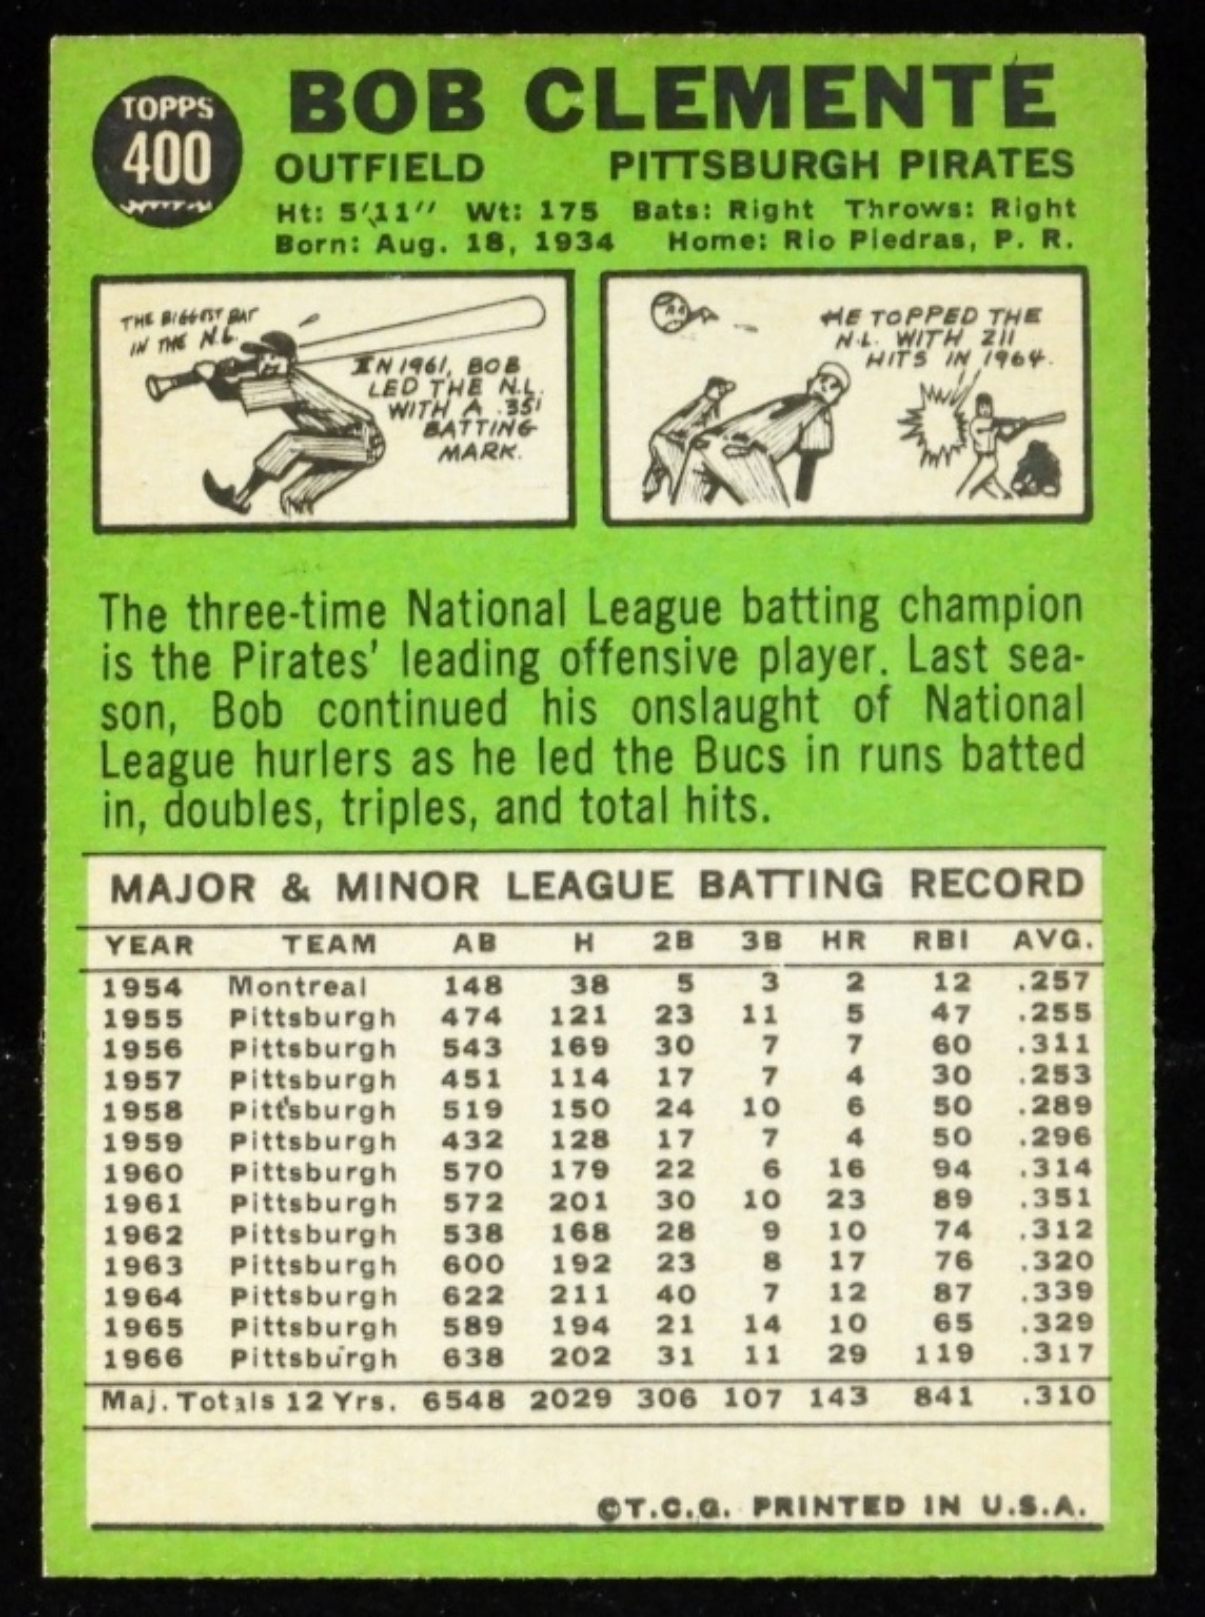 TOPPS
400
BOB CLEMENTE
OUTFIELD PITTSBURGH PIRATES
Ht: 5'11" Wt: 175 Bats: Right Throws: Right
Born: Aug. 18, 1934 Home: Rio Piedras, P. R.
THE BIGGEST BAT
IN THE N.L.
IN 1961, BOB
LED THE N.L.
WITH A .351
BATTING
MARK.
HE TOPPED THE
N.L. WITH 211
HITS IN 1964.
The three-time National League batting champion
is the Pirates' leading offensive player. Last sea-
son, Bob continued his onslaught of National
League hurlers as he led the Bucs in runs batted
in, doubles, triples, and total hits.
MAJOR & MINOR LEAGUE BATTING RECORD
YEAR TEAM AB H 2B 3B HR RBI AVG.
1954 Montreal 148 38 5 3 2 12 .257
1955 Pittsburgh 474 121 23 11 5 47 .255
1956 Pittsburgh 543 169 30 7 7 60 .311
1957 Pittsburgh 451 114 17 7 4 30 .253
1958 Pittsburgh 519 150 24 10 6 50 .289
1959 Pittsburgh 432 128 17 7 4 50 .296
1960 Pittsburgh 570 179 22 6 16 94 .314
1961 Pittsburgh 572 201 30 10 23 89 .351
1962 Pittsburgh 538 168 28 9 10 74 .312
1963 Pittsburgh 600 192 23 8 17 76 .320
1964 Pittsburgh 622 211 40 7 12 87 .339
1965 Pittsburgh 589 194 21 14 10 65 .329
1966 Pittsburgh 638 202 31 11 29 119 .317
Maj. Totals 12 Yrs. 6548 2029 306 107 143 841 .310
©T.C.G. PRINTED IN U.S.A.